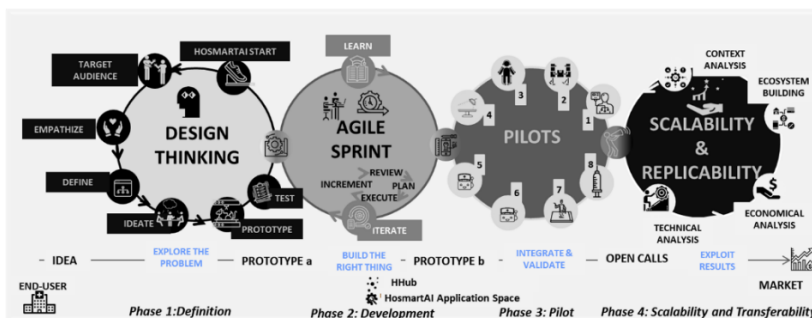 HOSMARTAI START
TARGET
AUDIENCE
EMPATHIZE
DEFINE
IDEATE
PROTOTYPE
TEST
DESIGN
THINKING
LEARN
AGILE
SPRINT
REVIEW
INCREMENT
PLAN
EXECUTE
ITERATE
PILOTS
1
2
3
4
5
6
7
8
CONTEXT
ANALYSIS
ECOSYSTEM
BUILDING
SCALABILITY
&
REPLICABILITY
TECHNICAL
ANALYSIS
ECONOMICAL
ANALYSIS
IDEA
EXPLORE THE
PROBLEM
PROTOTYPE a
BUILD THE
RIGHT THING
PROTOTYPE b
INTEGRATE &
VALIDATE
OPEN CALLS
EXPLOIT
RESULTS
MARKET
END-USER
HHub
HosmartAI Application Space
Phase 1:Definition
Phase 2: Development
Phase 3: Pilot
Phase 4: Scalability and Transferability